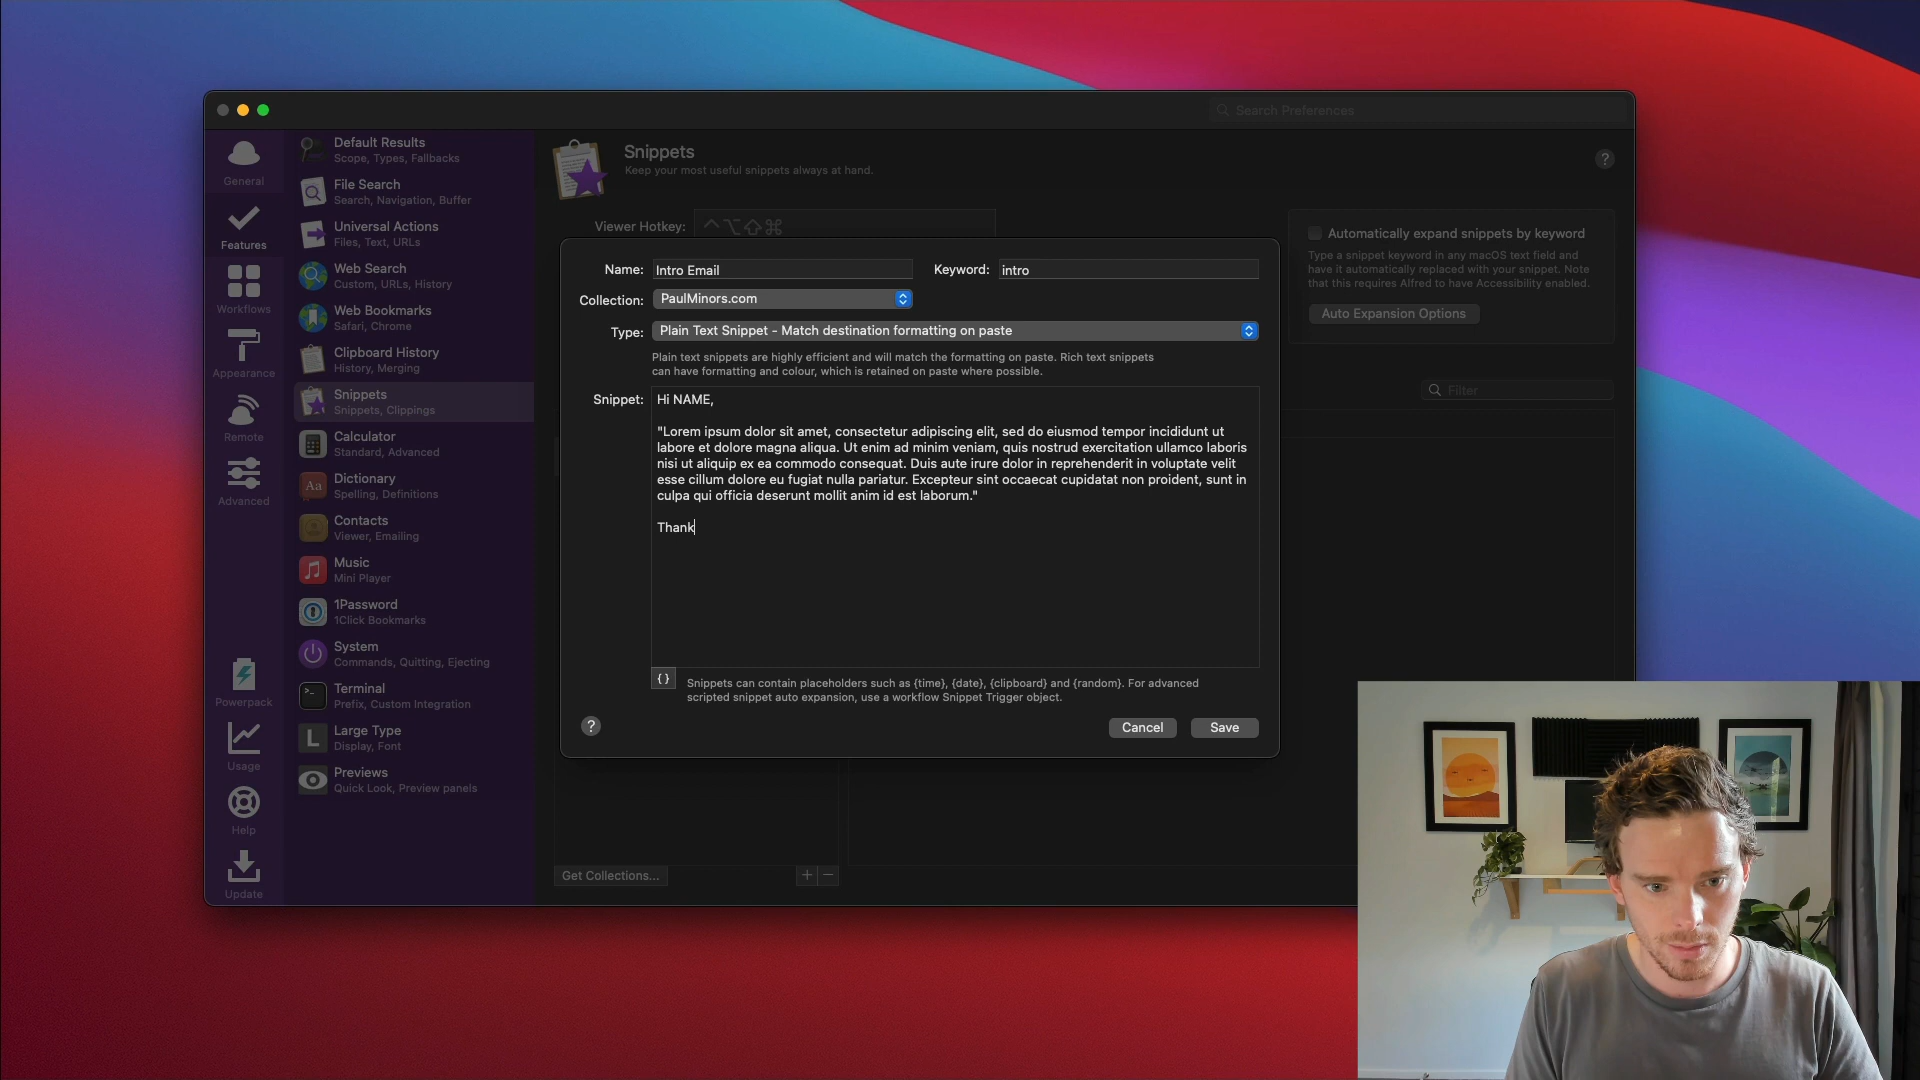 Search Preferences
General
Features
Workflows
Appearance
Remote
Advanced
Powerpack
Usage
Help
Update
Default Results
Scope, Types, Fallbacks
File Search
Search, Navigation, Buffer
Universal Actions
Files, Text, URLs
Web Search
Custom, URLs, History
Web Bookmarks
Safari, Chrome
Clipboard History
History, Merging
Snippets
Snippets, Clippings
Calculator
Standard, Advanced
Aa
Dictionary
Spelling, Definitions
Contacts
Viewer, Emailing
Music
Mini Player
1Password
1Click Bookmarks
System
Commands, Quitting, Ejecting
Terminal
Prefix, Custom Integration
L
Large Type
Display, Font
Previews
Quick Look, Preview panels
Snippets
Keep your most useful snippets always at hand.
?
Viewer Hotkey: ⌃⌥⇧⌘
Automatically expand snippets by keyword
Type a snippet keyword in any macOS text field and
have it automatically replaced with your snippet. Note
that this requires Alfred to have Accessibility enabled.
Auto Expansion Options
Filter
Name: Intro Email
Keyword: intro
Collection: PaulMinors.com
Type: Plain Text Snippet - Match destination formatting on paste
Plain text snippets are highly efficient and will match the formatting on paste. Rich text snippets
can have formatting and colour, which is retained on paste where possible.
Snippet: Hi NAME,
"Lorem ipsum dolor sit amet, consectetur adipiscing elit, sed do eiusmod tempor incididunt ut
labore et dolore magna aliqua. Ut enim ad minim veniam, quis nostrud exercitation ullamco laboris
nisi ut aliquip ex ea commodo consequat. Duis aute irure dolor in reprehenderit in voluptate velit
esse cillum dolore eu fugiat nulla pariatur. Excepteur sint occaecat cupidatat non proident, sunt in
culpa qui officia deserunt mollit anim id est laborum."
Thank
{}
Snippets can contain placeholders such as {time}, {date}, {clipboard} and {random}. For advanced
scripted snippet auto expansion, use a workflow Snippet Trigger object.
?
Cancel
Save
Get Collections...
+ −